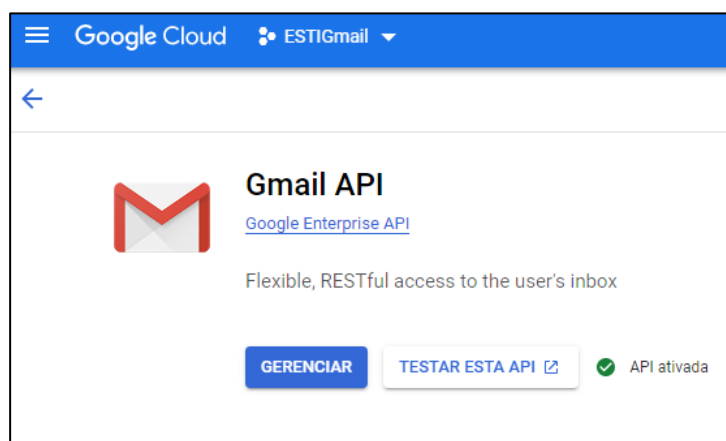 Google Cloud ESTIGmail
Gmail API
Google Enterprise API
Flexible, RESTful access to the user's inbox
GERENCIAR TESTAR ESTA API API ativada